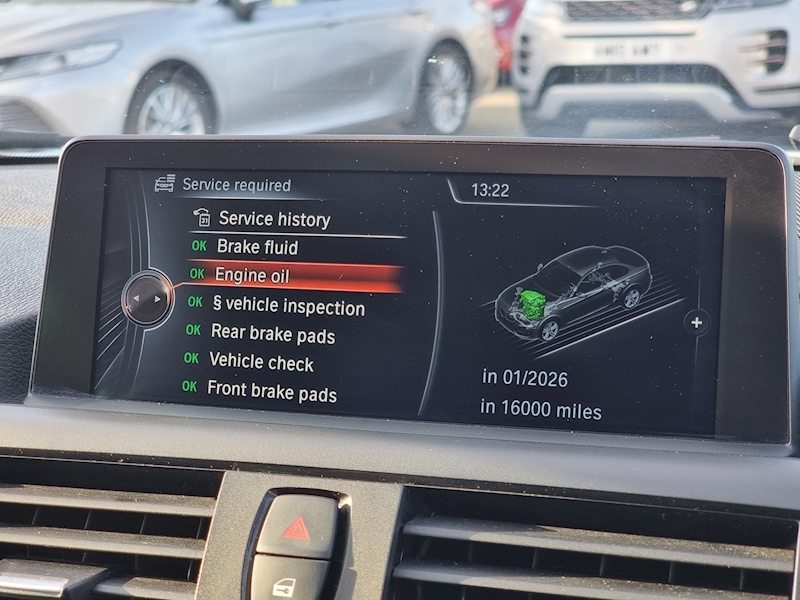 Service required
13:22
31
Service history
OK Brake fluid
OK Engine oil
OK § vehicle inspection
OK Rear brake pads
OK Vehicle check
OK Front brake pads
+
in 01/2026
in 16000 miles